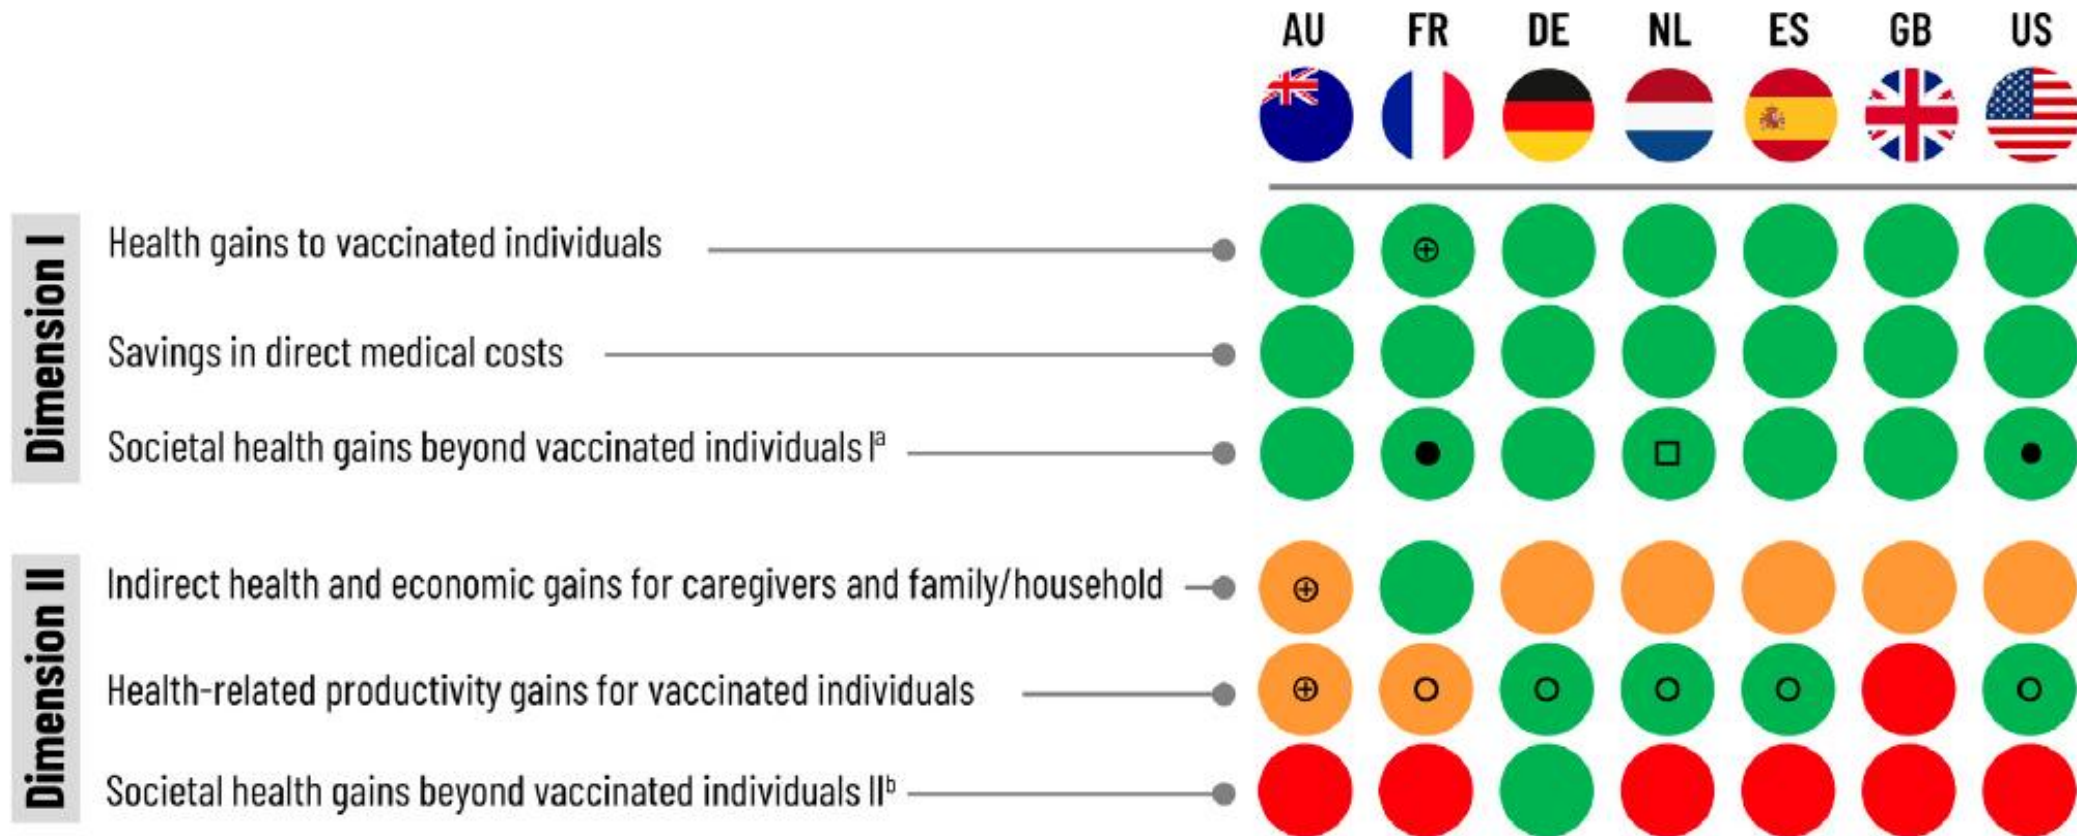 AU FR DE NL ES GB US
Dimension I
Health gains to vaccinated individuals
Savings in direct medical costs
Societal health gains beyond vaccinated individuals Iᵃ
Dimension II
Indirect health and economic gains for caregivers and family/household
Health-related productivity gains for vaccinated individuals
Societal health gains beyond vaccinated individuals IIᵇ